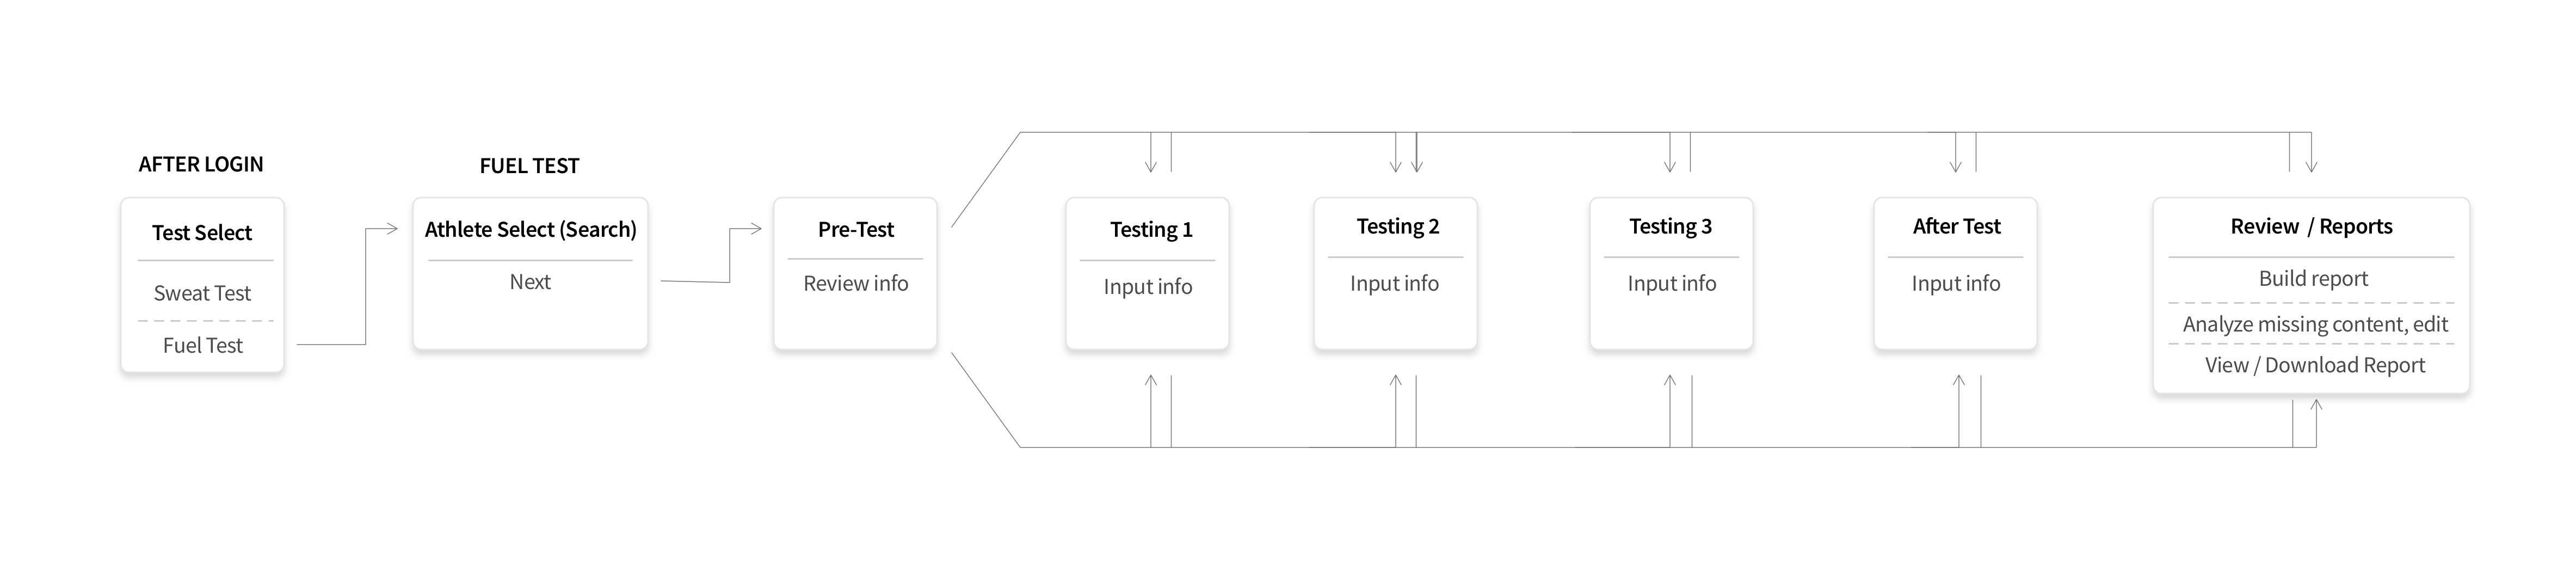 AFTER LOGIN
Test Select
Sweat Test
Fuel Test
FUEL TEST
Athlete Select (Search)
Next
Pre-Test
Review info
Testing 1
Input info
Testing 2
Input info
Testing 3
Input info
After Test
Input info
Review / Reports
Build report
Analyze missing content, edit
View / Download Report